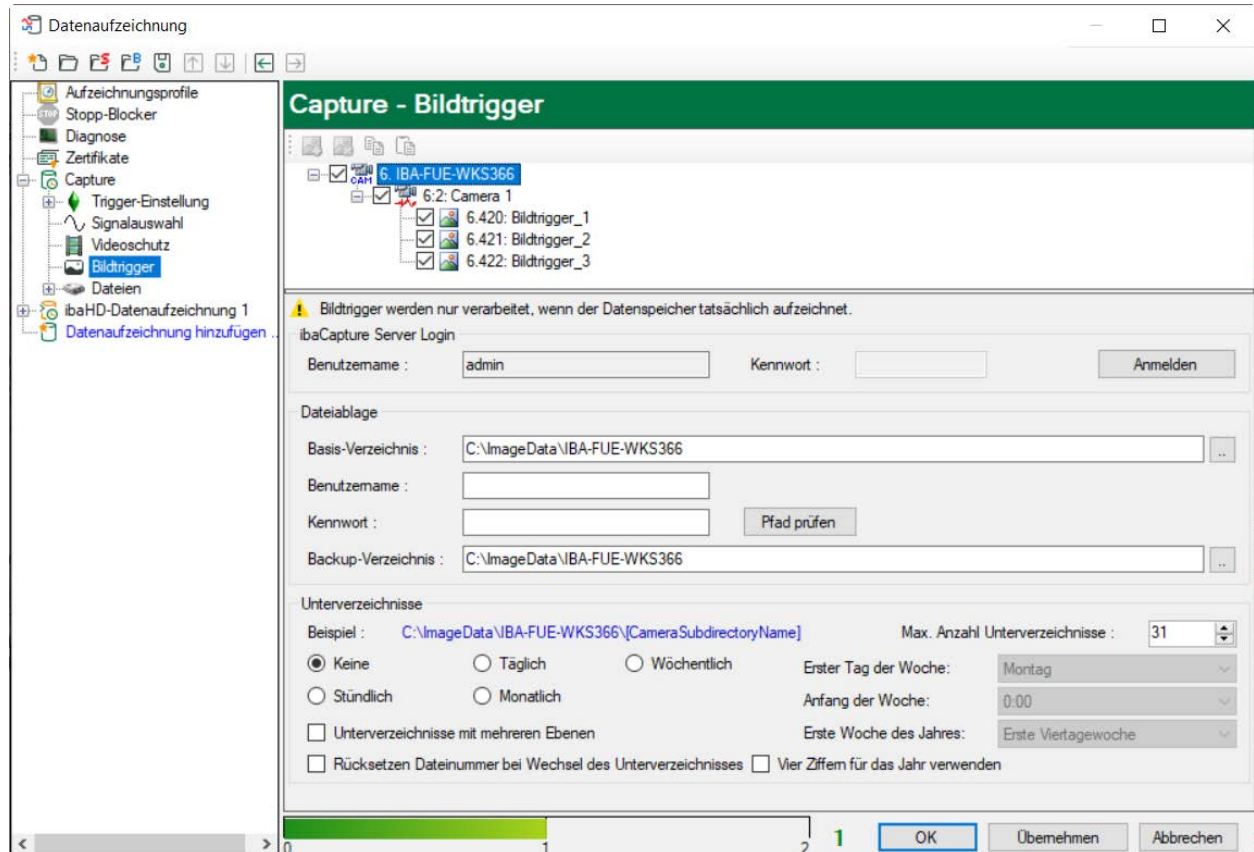 Datenaufzeichnung
Aufzeichnungsprofile
STOP Stopp-Blocker
Diagnose
Zertifikate
Capture
Trigger-Einstellung
Signalauswahl
Videoschutz
Bildtrigger
Dateien
ibaHD-Datenaufzeichnung 1
Datenaufzeichnung hinzufügen ..
Capture - Bildtrigger
CAM 6. IBA-FUE-WKS366
6:2: Camera 1
6.420: Bildtrigger_1
6.421: Bildtrigger_2
6.422: Bildtrigger_3
Bildtrigger werden nur verarbeitet, wenn der Datenspeicher tatsächlich aufzeichnet.
ibaCapture Server Login
Benutzername : admin Kennwort : Anmelden
Dateiablage
Basis-Verzeichnis : C:\ImageData\IBA-FUE-WKS366 ..
Benutzername :
Kennwort : Pfad prüfen
Backup-Verzeichnis : C:\ImageData\IBA-FUE-WKS366 ..
Unterverzeichnisse
Beispiel : C:\ImageData\IBA-FUE-WKS366\[CameraSubdirectoryName] Max. Anzahl Unterverzeichnisse : 31
Keine Täglich Wöchentlich Erster Tag der Woche: Montag
Stündlich Monatlich Anfang der Woche: 0:00
Unterverzeichnisse mit mehreren Ebenen Erste Woche des Jahres: Erste Viertagewoche
Rücksetzen Dateinummer bei Wechsel des Unterverzeichnisses Vier Ziffern für das Jahr verwenden
0 1 2 1 OK Übernehmen Abbrechen